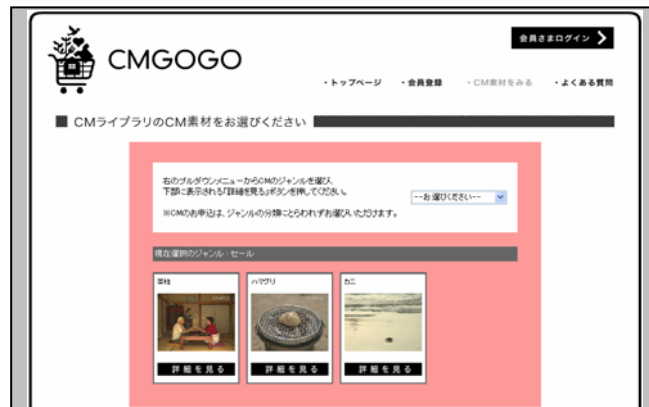 CMGOGO
会員さまログイン
・トップページ ・会員登録 ・CM素材をみる ・よくある質問
CMライブラリのCM素材をお選びください
右のプルダウンメニューからCMのジャンルを選び、
下部に表示される「詳細を見る」ボタンを押してください。
--お選びください--
※CMのお申込は、ジャンルの分類にとらわれずお選びいただけます。
現在選択のジャンル:セール
茶柱 ハマグリ カニ
SAMPLE
詳細を見る 詳細を見る 詳細を見る